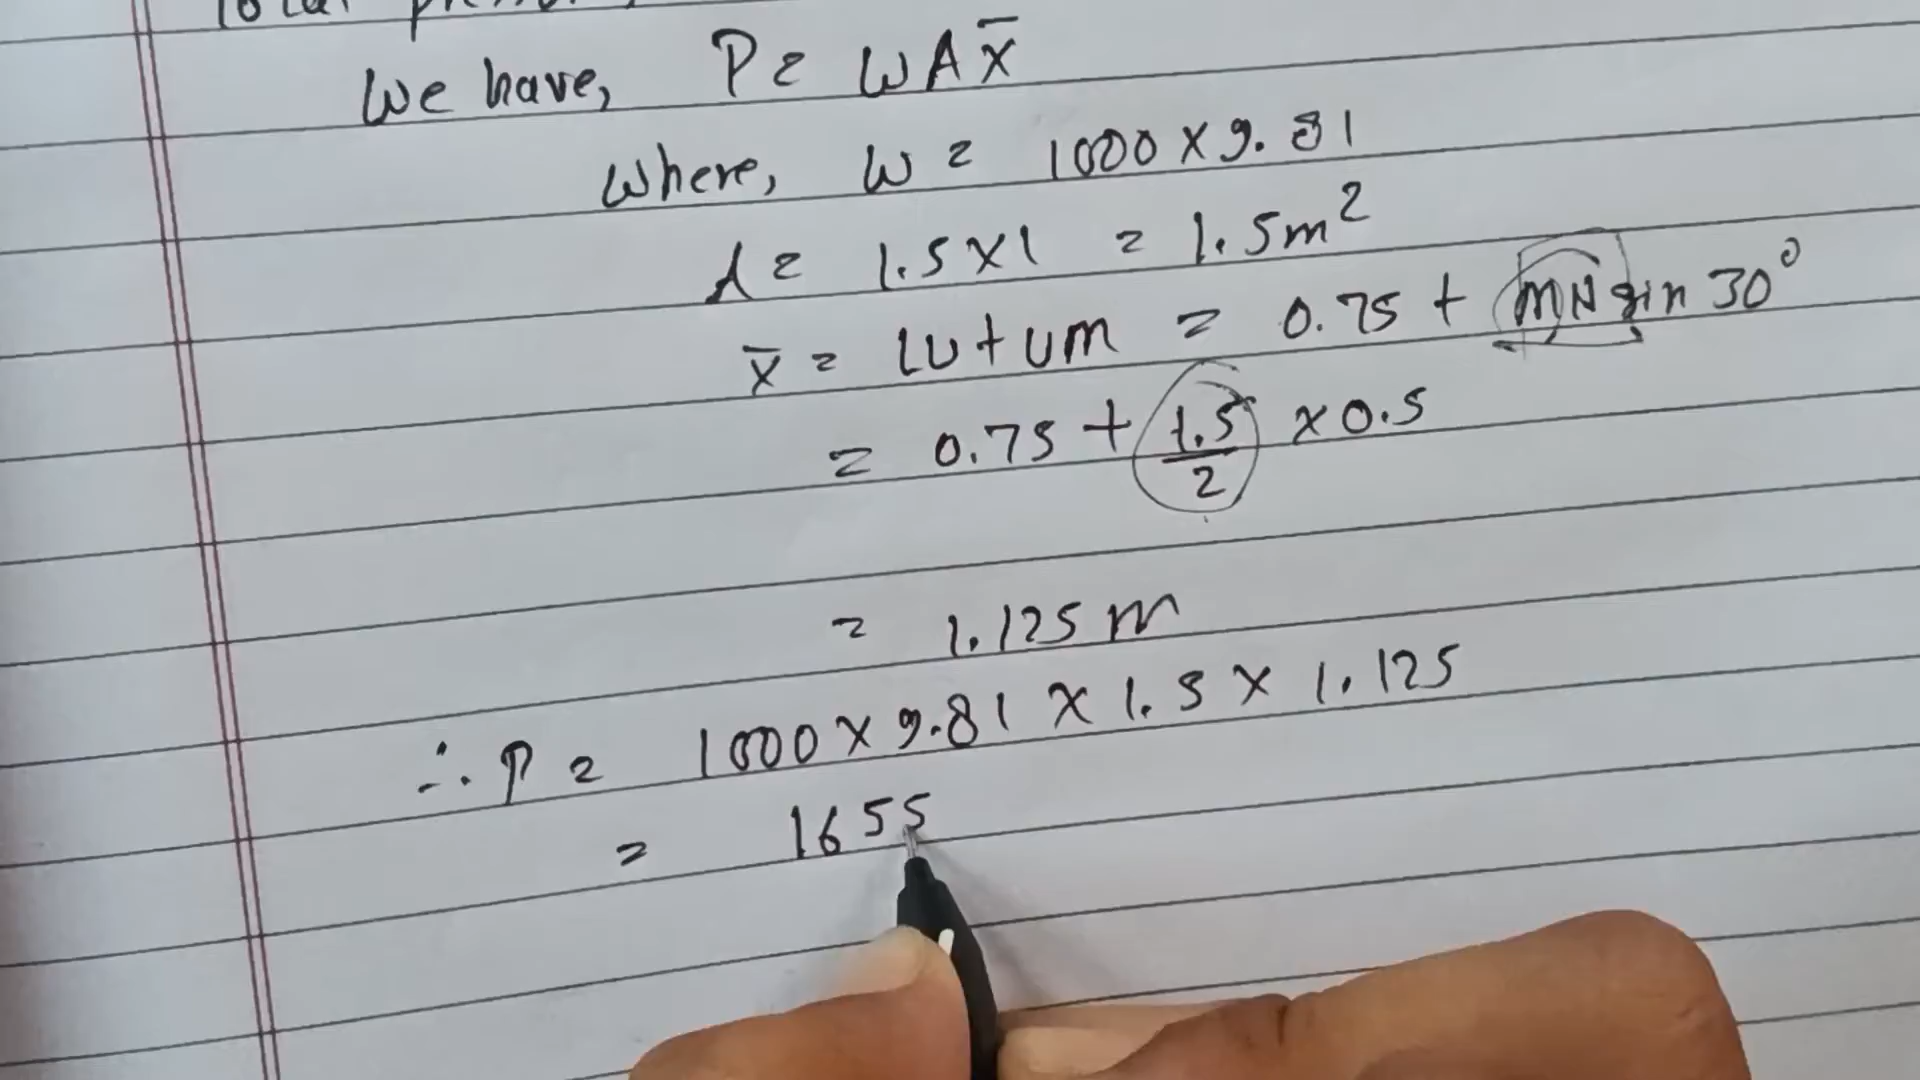 Total
We have, P = WAx̄
Where, W = 1000 × 9.81
A = 1.5 × 1 = 1.5m²
x̄ = LU + UM = 0.75 + MN sin 30°
= 0.75 + 1.5/2 × 0.5
= 1.125 m
∴ P = 1000 × 9.81 × 1.5 × 1.125
= 1655